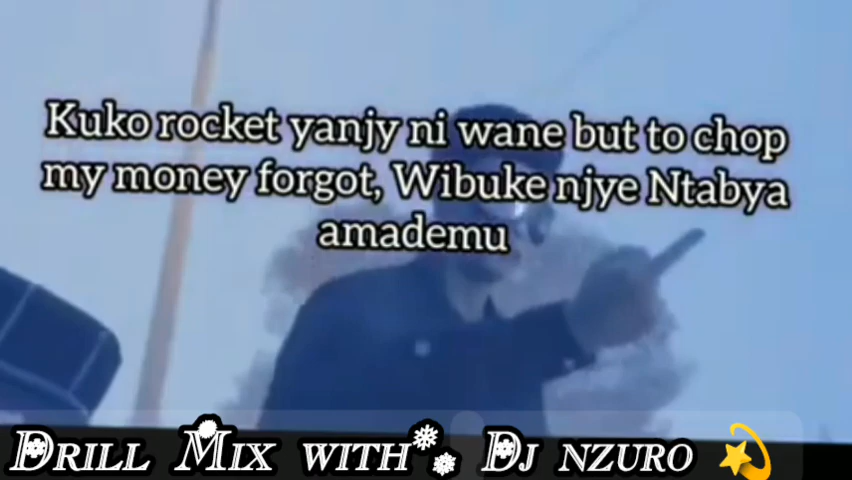 Kuko rocket yanjy ni wane but to chop
my money forgot, Wibuke njye Ntabya
amademu
Drill Mix with Dj nzuro 💫